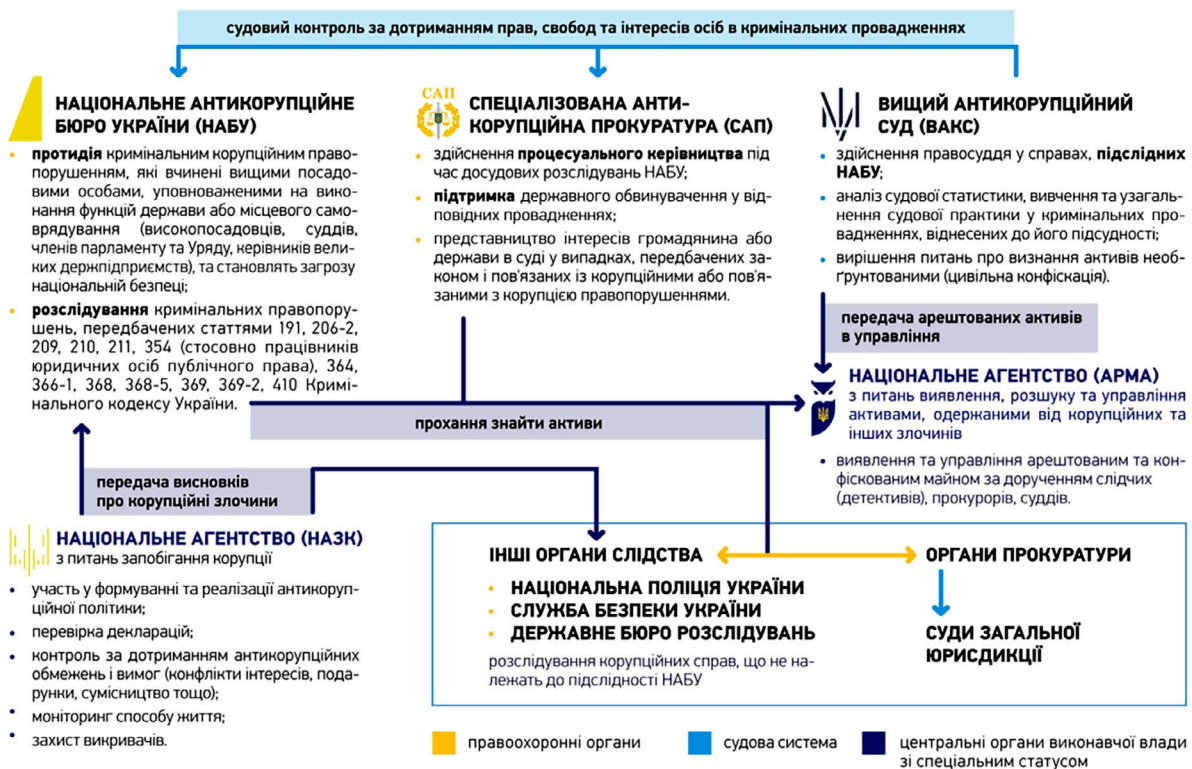 судовий контроль за дотриманням прав, свобод та інтересів осіб в кримінальних провадженнях
НАЦІОНАЛЬНЕ АНТИКОРУПЦІЙНЕ
БЮРО УКРАЇНИ (НАБУ)
• протидія кримінальним корупційним право-
порушенням, які вчинені вищими посадо-
вими особами, уповноваженими на вико-
нання функцій держави або місцевого само-
врядування (високопосадовців, суддів,
членів парламенту та Уряду, керівників вели-
ких держпідприємств), та становлять загрозу
національній безпеці;
• розслідування кримінальних правопору-
шень, передбачених статтями 191, 206-2,
209, 210, 211, 354 (стосовно працівників
юридичних осіб публічного права), 364,
366-1, 368, 368-5, 369, 369-2, 410 Кримі-
нального кодексу України.
САП
СПЕЦІАЛІЗОВАНА АНТИ-
КОРУПЦІЙНА ПРОКУРАТУРА (САП)
• здійснення процесуального керівництва під
час досудових розслідувань НАБУ;
• підтримка державного обвинувачення у від-
повідних провадженнях;
• представництво інтересів громадянина або
держави в суді у випадках, передбачених за-
коном і пов'язаних із корупційними або пов'я-
заними з корупцією правопорушеннями.
ВИЩИЙ АНТИКОРУПЦІЙНИЙ
СУД (ВАКС)
• здійснення правосуддя у справах, підслідних
НАБУ;
• аналіз судової статистики, вивчення та узагаль-
нення судової практики у кримінальних про-
вадженнях, віднесених до його підсудності;
• вирішення питань про визнання активів необ-
ґрунтованими (цивільна конфіскація).
передача арештованих активів
в управління
прохання знайти активи
НАЦІОНАЛЬНЕ АГЕНТСТВО (АРМА)
з питань виявлення, розшуку та управління
активами, одержаними від корупційних та
інших злочинів
• виявлення та управління арештованим та кон-
фіскованим майном за дорученням слідчих
(детективів), прокурорів, суддів.
передача висновків
про корупційні злочини
НАЦІОНАЛЬНЕ АГЕНТСТВО (НАЗК)
з питань запобігання корупції
• участь у формуванні та реалізації антикоруп-
ційної політики;
• перевірка декларацій;
• контроль за дотриманням антикорупційних
обмежень і вимог (конфлікти інтересів, пода-
рунки, сумісництво тощо);
• моніторинг способу життя;
• захист викривачів.
ІНШІ ОРГАНИ СЛІДСТВА
• НАЦІОНАЛЬНА ПОЛІЦІЯ УКРАЇНИ
• СЛУЖБА БЕЗПЕКИ УКРАЇНИ
• ДЕРЖАВНЕ БЮРО РОЗСЛІДУВАНЬ
розслідування корупційних справ, що не на-
лежать до підслідності НАБУ
ОРГАНИ ПРОКУРАТУРИ
СУДИ ЗАГАЛЬНОЇ
ЮРИСДИКЦІЇ
правоохоронні органи
судова система
центральні органи виконавчої влади
зі спеціальним статусом